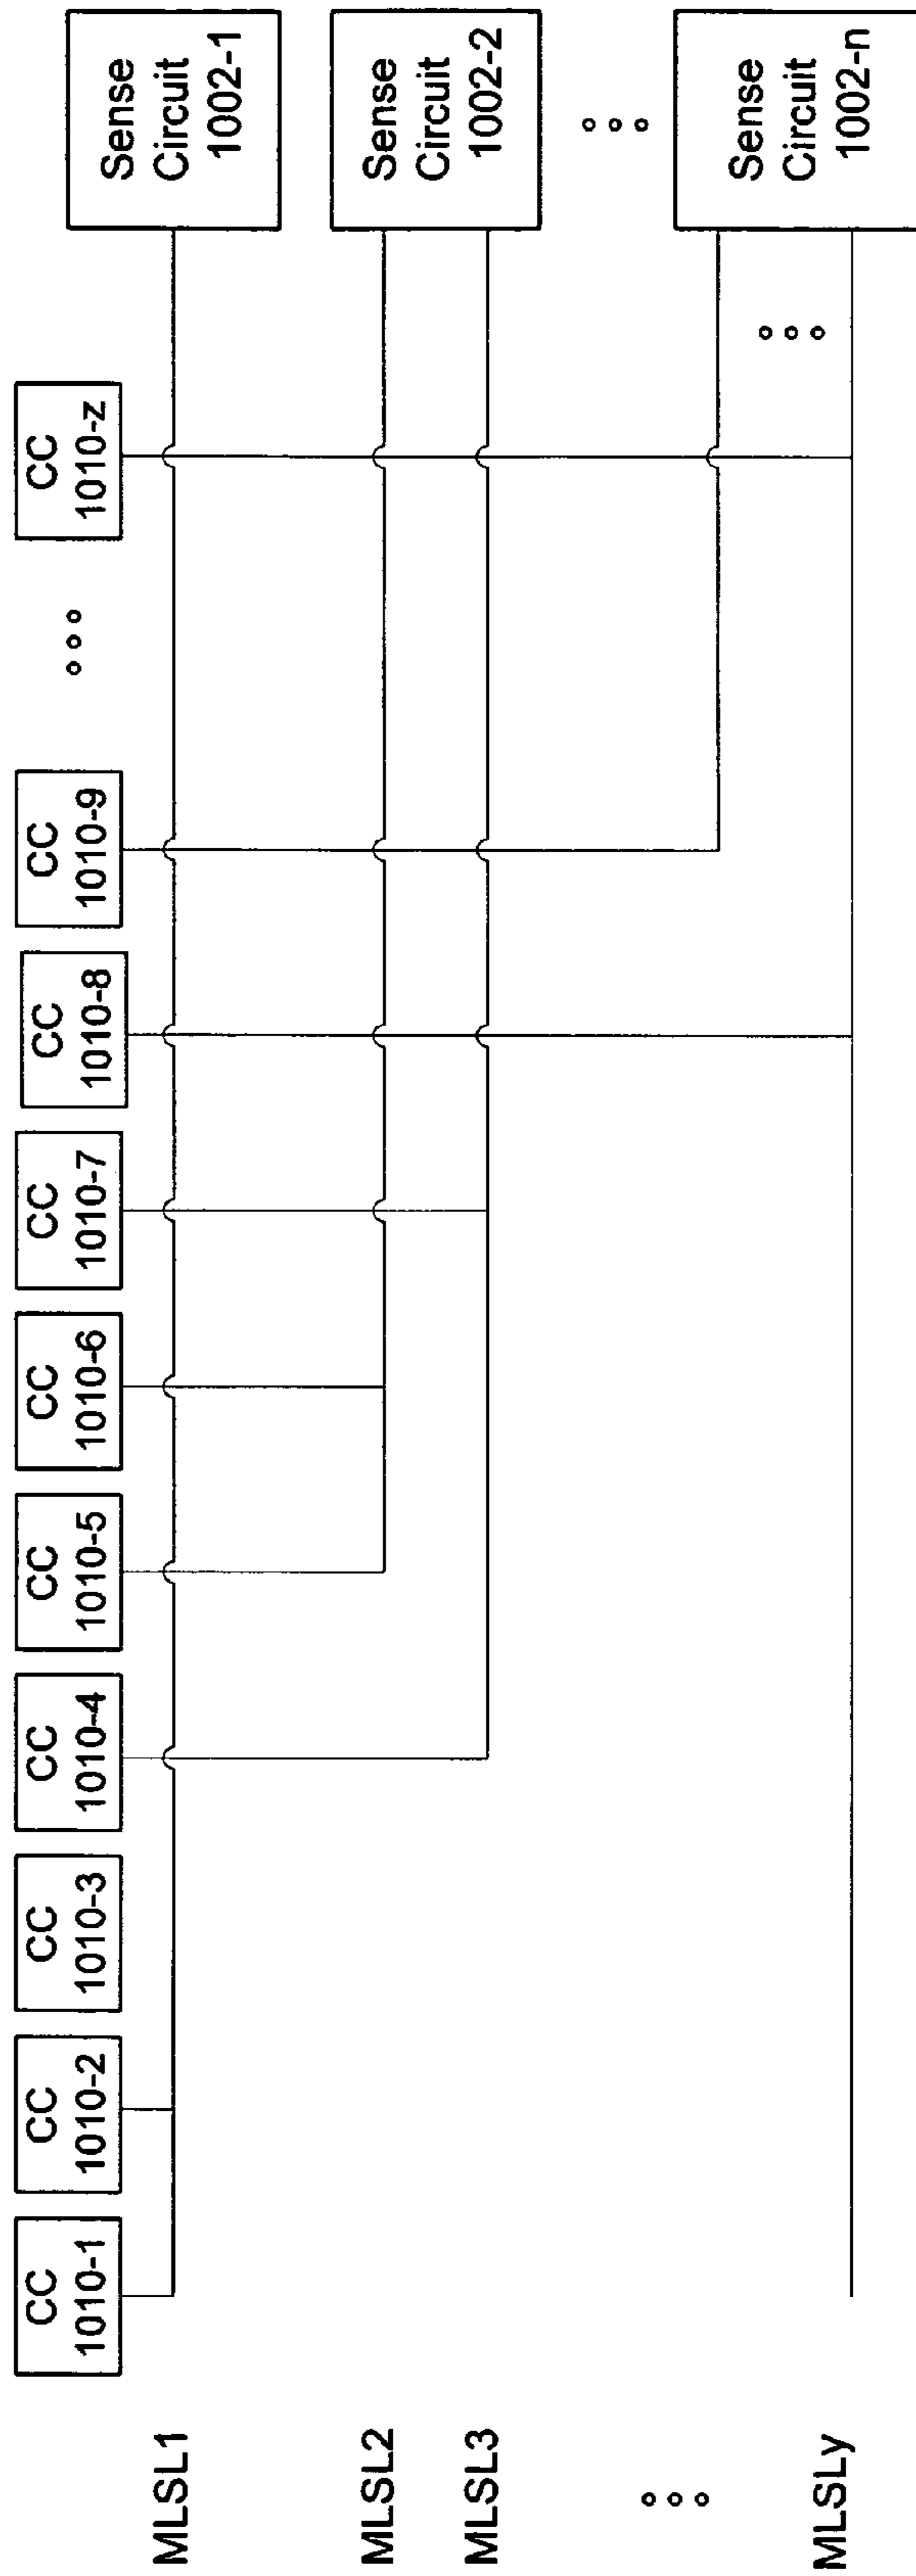 CC
1010-1
CC
1010-2
CC
1010-3
CC
1010-4
CC
1010-5
CC
1010-6
CC
1010-7
CC
1010-8
CC
1010-9
CC
1010-z
Sense
Circuit
1002-1
Sense
Circuit
1002-2
Sense
Circuit
1002-n
MLSL1
MLSL2
MLSL3
MLSLy